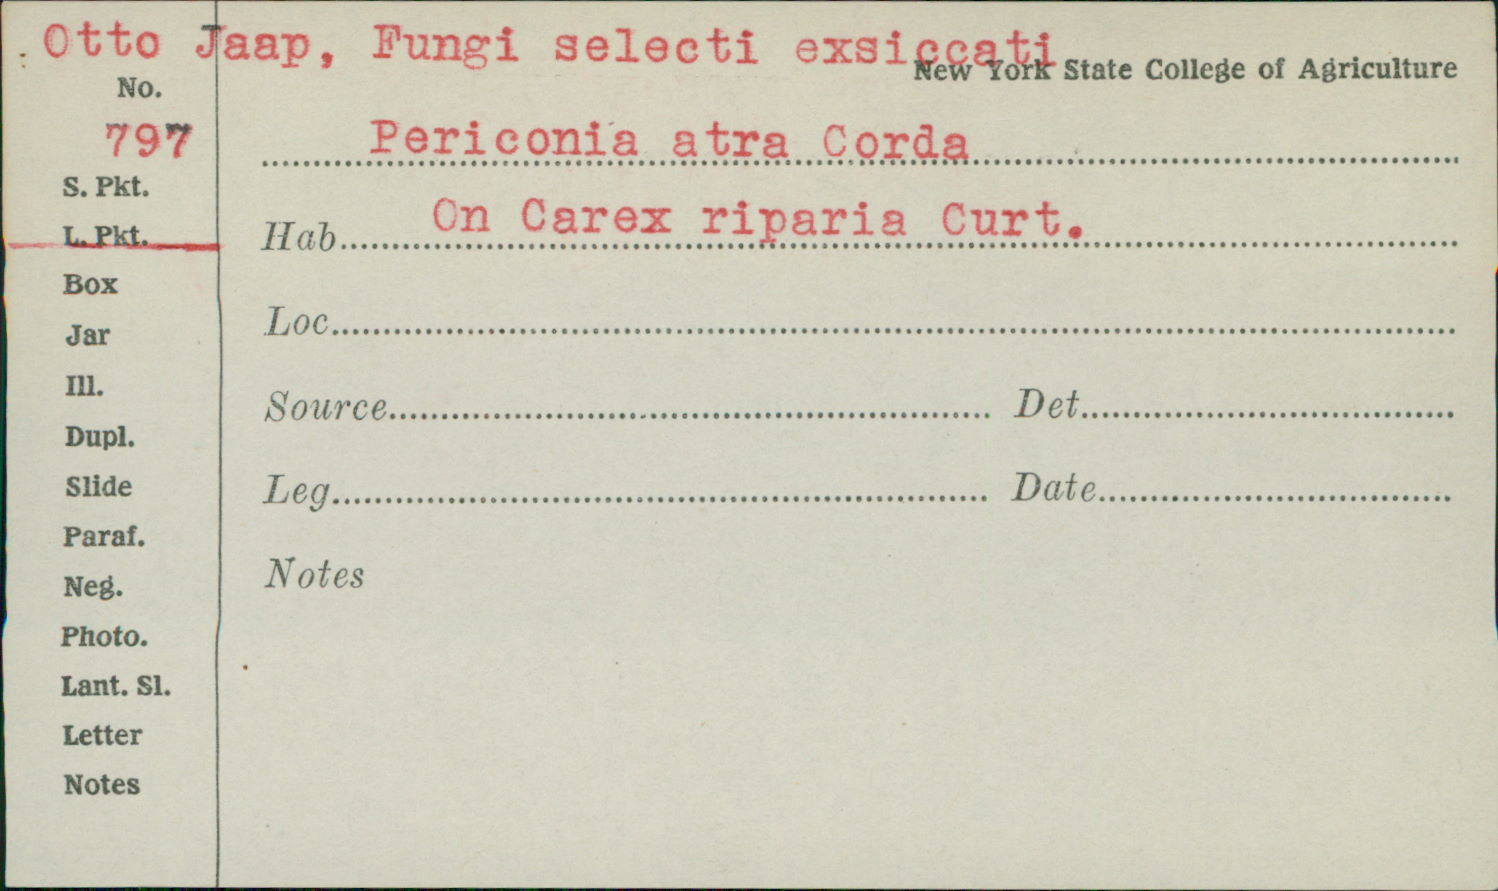 Otto Jaap, Fungi selecti exsiccati
New York State College of Agriculture
No.
797
Periconia atra Corda
S. Pkt.
L. Pkt.
Hab. On Carex riparia Curt.
Box
Loc.
Jar
Ill.
Source Det.
Dupl.
Slide
Leg. Date
Paraf.
Neg.
Notes
Photo.
Lant. Sl.
Letter
Notes